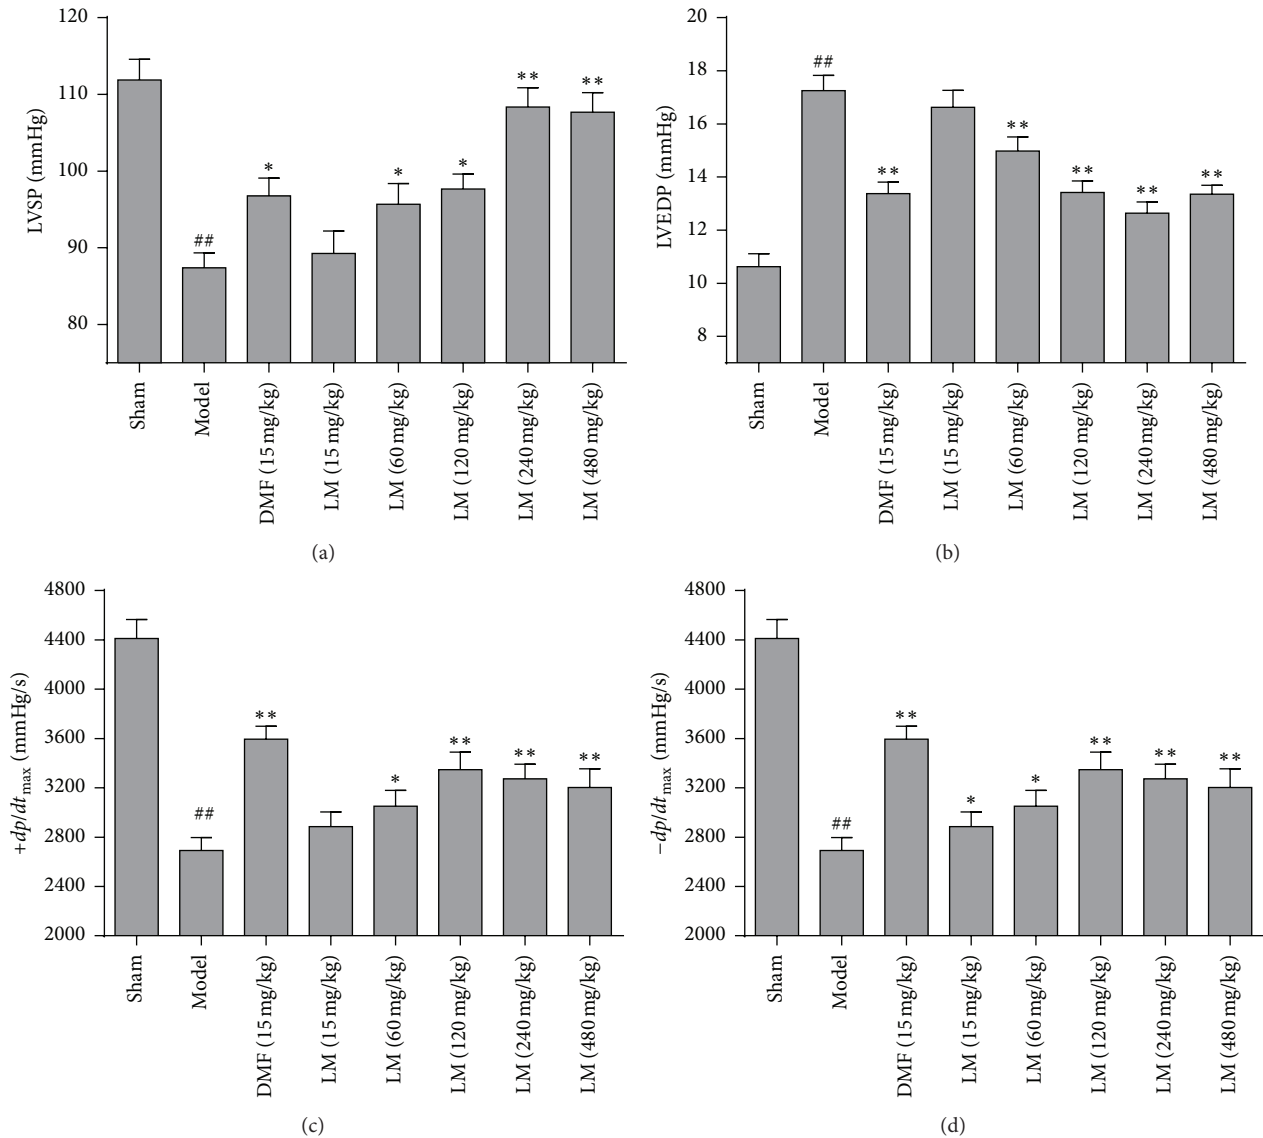 120
110
100
90
80
LVSP (mmHg)
##
*
*
*
**
**
Sham
Model
DMF (15 mg/kg)
LM (15 mg/kg)
LM (60 mg/kg)
LM (120 mg/kg)
LM (240 mg/kg)
LM (480 mg/kg)
(a)
20
18
16
14
12
10
8
LVEDP (mmHg)
##
**
**
**
**
**
Sham
Model
DMF (15 mg/kg)
LM (15 mg/kg)
LM (60 mg/kg)
LM (120 mg/kg)
LM (240 mg/kg)
LM (480 mg/kg)
(b)
4800
4400
4000
3600
3200
2800
2400
2000
+dp/dtmax (mmHg/s)
##
**
*
**
**
**
Sham
Model
DMF (15 mg/kg)
LM (15 mg/kg)
LM (60 mg/kg)
LM (120 mg/kg)
LM (240 mg/kg)
LM (480 mg/kg)
(c)
4800
4400
4000
3600
3200
2800
2400
2000
−dp/dtmax (mmHg/s)
##
**
*
*
**
**
**
Sham
Model
DMF (15 mg/kg)
LM (15 mg/kg)
LM (60 mg/kg)
LM (120 mg/kg)
LM (240 mg/kg)
LM (480 mg/kg)
(d)